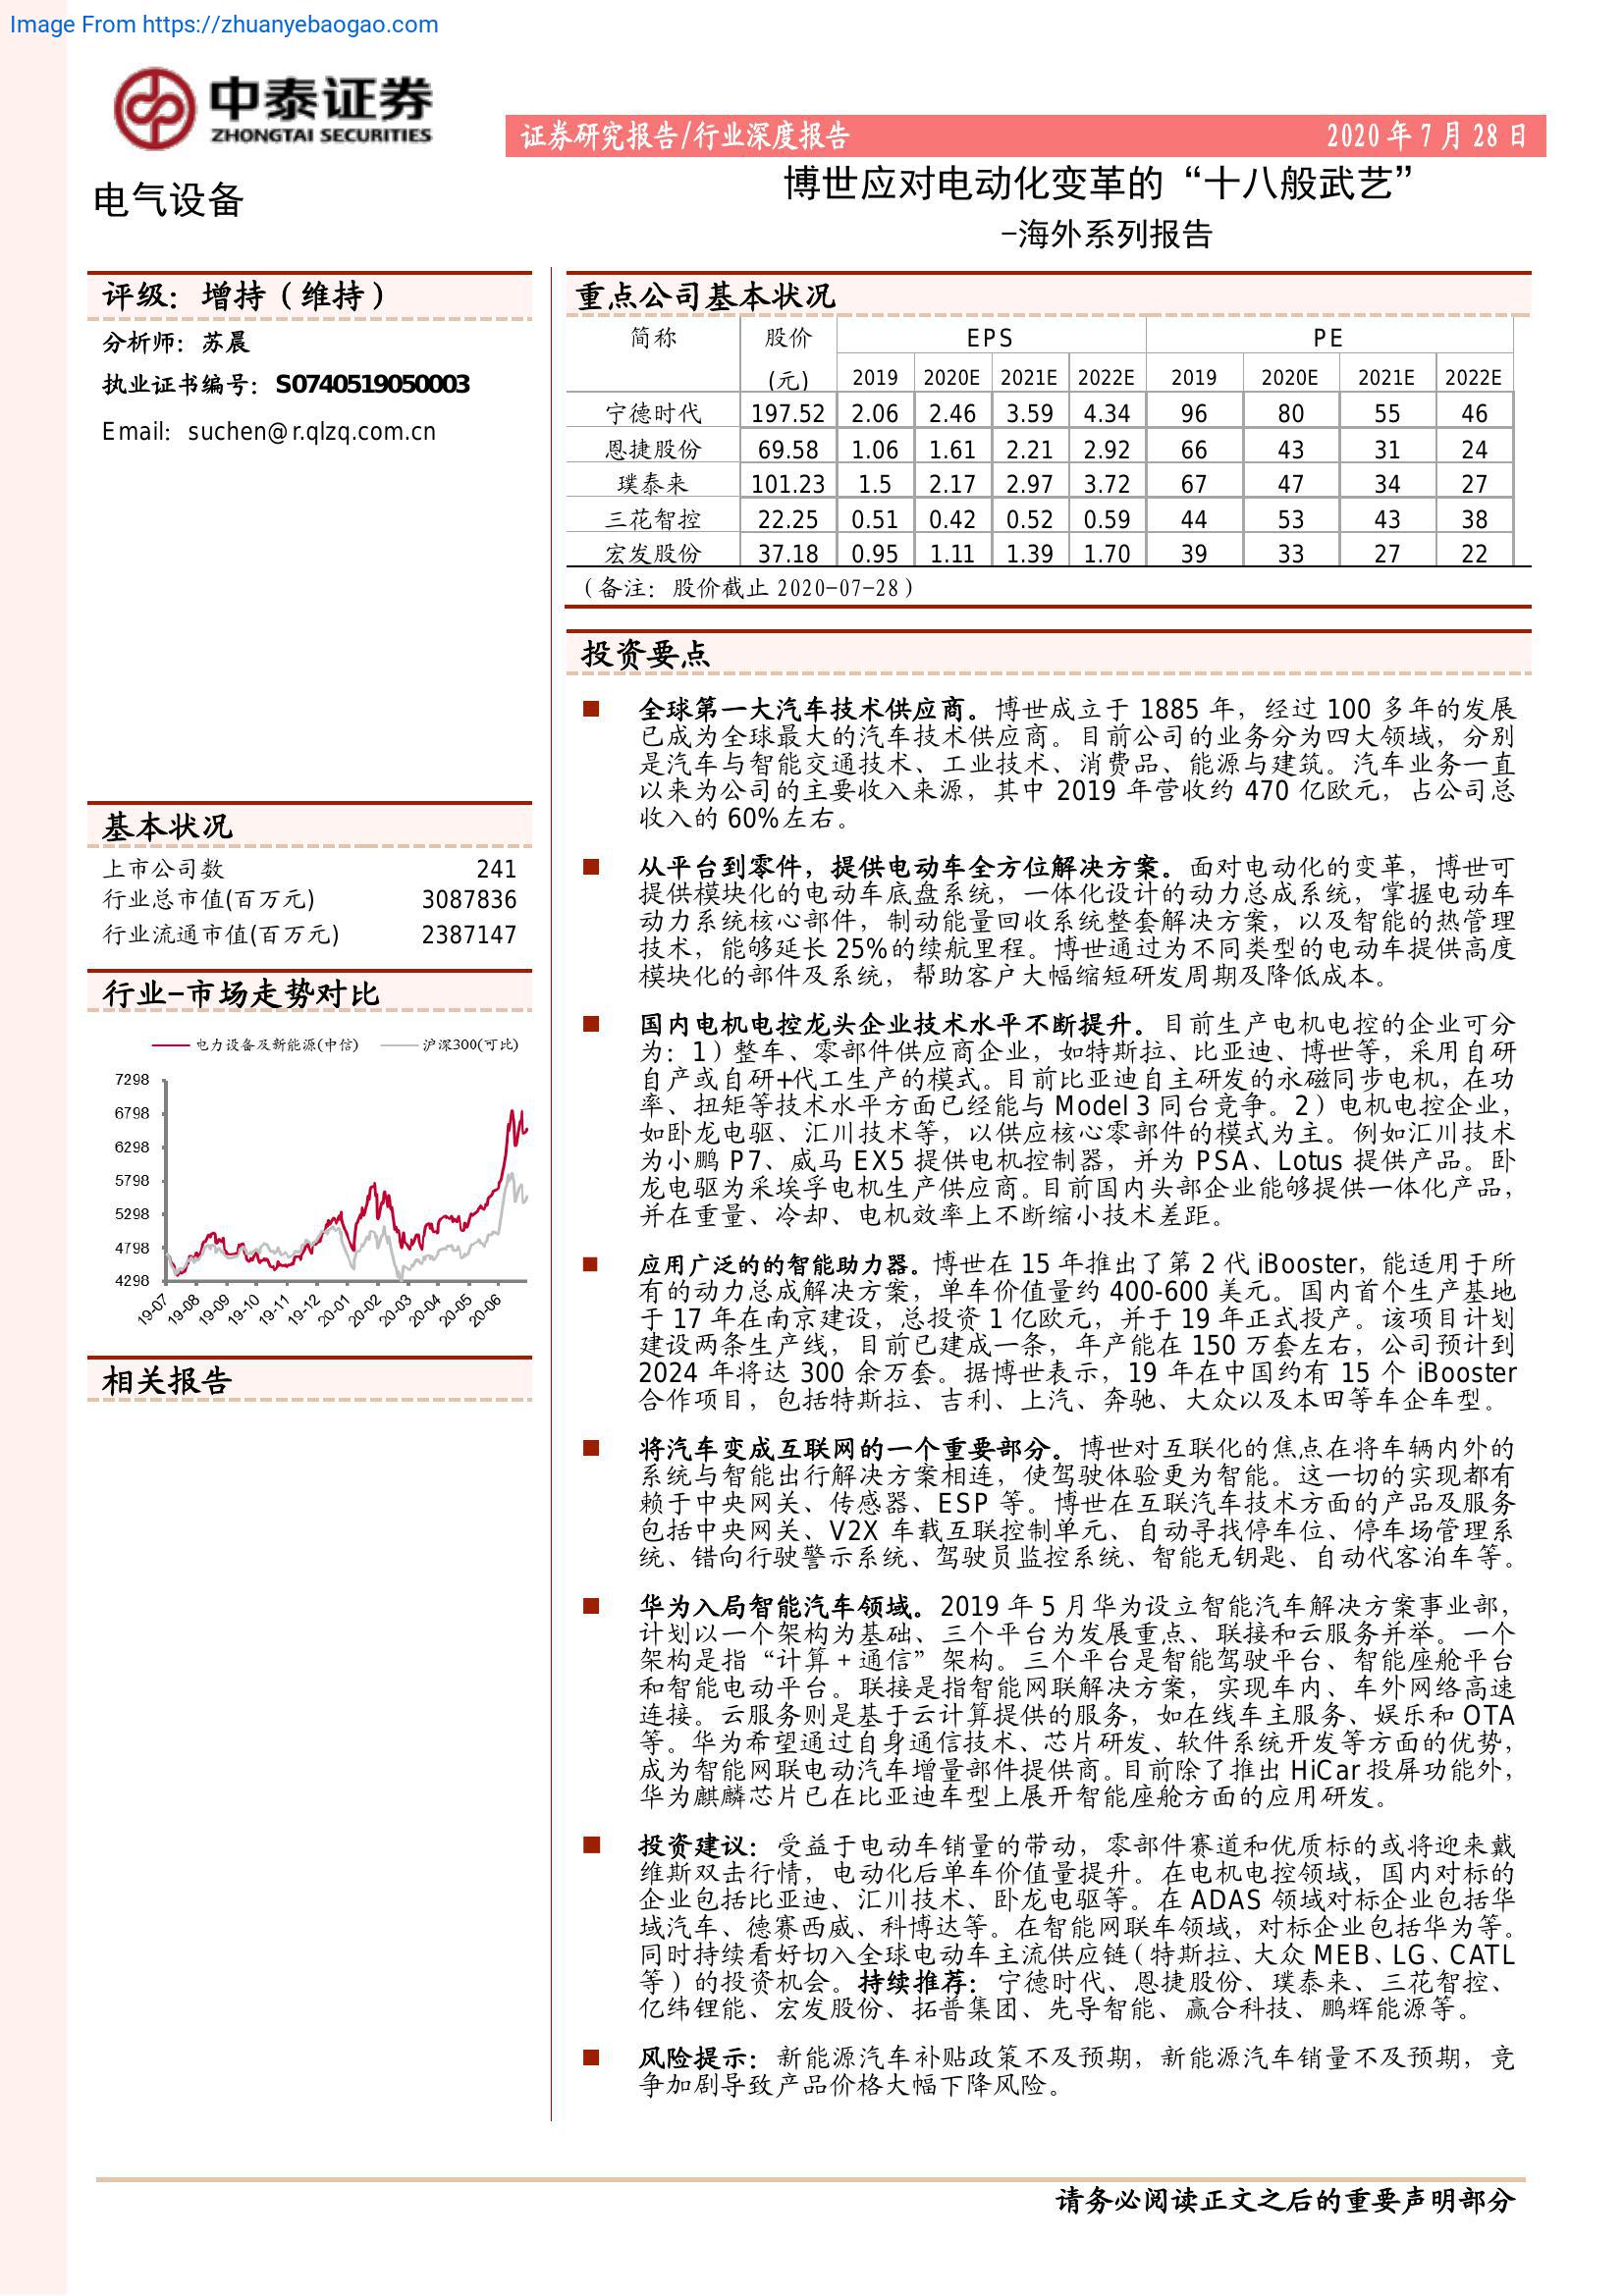 Image From https://zhuanyebaogao.com
中泰证券
ZHONGTAI SECURITIES
证券研究报告/行业深度报告 2020 年 7 月 28 日
电气设备
博世应对电动化变革的“十八般武艺”
-海外系列报告
评级：增持（维持）
分析师：苏晨
执业证书编号：S0740519050003
Email：suchen@r.qlzq.com.cn
基本状况
上市公司数 241
行业总市值(百万元) 3087836
行业流通市值(百万元) 2387147
行业-市场走势对比
电力设备及新能源(中信) 沪深300(可比)
7298
6798
6298
5798
5298
4798
4298
19-07 19-08 19-09 19-10 19-11 19-12 20-01 20-02 20-03 20-04 20-05 20-06
相关报告
重点公司基本状况
简称 股价 EPS PE
(元) 2019 2020E 2021E 2022E 2019 2020E 2021E 2022E
宁德时代 197.52 2.06 2.46 3.59 4.34 96 80 55 46
恩捷股份 69.58 1.06 1.61 2.21 2.92 66 43 31 24
璞泰来 101.23 1.5 2.17 2.97 3.72 67 47 34 27
三花智控 22.25 0.51 0.42 0.52 0.59 44 53 43 38
宏发股份 37.18 0.95 1.11 1.39 1.70 39 33 27 22
（备注：股价截止 2020-07-28）
投资要点
全球第一大汽车技术供应商。博世成立于 1885 年，经过 100 多年的发展
已成为全球最大的汽车技术供应商。目前公司的业务分为四大领域，分别
是汽车与智能交通技术、工业技术、消费品、能源与建筑。汽车业务一直
以来为公司的主要收入来源，其中 2019 年营收约 470 亿欧元，占公司总
收入的 60%左右。
从平台到零件，提供电动车全方位解决方案。面对电动化的变革，博世可
提供模块化的电动车底盘系统，一体化设计的动力总成系统，掌握电动车
动力系统核心部件，制动能量回收系统整套解决方案，以及智能的热管理
技术，能够延长 25%的续航里程。博世通过为不同类型的电动车提供高度
模块化的部件及系统，帮助客户大幅缩短研发周期及降低成本。
国内电机电控龙头企业技术水平不断提升。目前生产电机电控的企业可分
为：1）整车、零部件供应商企业，如特斯拉、比亚迪、博世等，采用自研
自产或自研+代工生产的模式。目前比亚迪自主研发的永磁同步电机，在功
率、扭矩等技术水平方面已经能与 Model 3 同台竞争。2）电机电控企业，
如卧龙电驱、汇川技术等，以供应核心零部件的模式为主。例如汇川技术
为小鹏 P7、威马 EX5 提供电机控制器，并为 PSA、Lotus 提供产品。卧
龙电驱为采埃孚电机生产供应商。目前国内头部企业能够提供一体化产品，
并在重量、冷却、电机效率上不断缩小技术差距。
应用广泛的的智能助力器。博世在 15 年推出了第 2 代 iBooster，能适用于所
有的动力总成解决方案，单车价值量约 400-600 美元。国内首个生产基地
于 17 年在南京建设，总投资 1 亿欧元，并于 19 年正式投产。该项目计划
建设两条生产线，目前已建成一条，年产能在 150 万套左右，公司预计到
2024 年将达 300 余万套。据博世表示，19 年在中国约有 15 个 iBooster
合作项目，包括特斯拉、吉利、上汽、奔驰、大众以及本田等车企车型。
将汽车变成互联网的一个重要部分。博世对互联化的焦点在将车辆内外的
系统与智能出行解决方案相连，使驾驶体验更为智能。这一切的实现都有
赖于中央网关、传感器、ESP 等。博世在互联汽车技术方面的产品及服务
包括中央网关、V2X 车载互联控制单元、自动寻找停车位、停车场管理系
统、错向行驶警示系统、驾驶员监控系统、智能无钥匙、自动代客泊车等。
华为入局智能汽车领域。2019 年 5 月华为设立智能汽车解决方案事业部，
计划以一个架构为基础、三个平台为发展重点、联接和云服务并举。一个
架构是指“计算 + 通信”架构。三个平台是智能驾驶平台、智能座舱平台
和智能电动平台。联接是指智能网联解决方案，实现车内、车外网络高速
连接。云服务则是基于云计算提供的服务，如在线车主服务、娱乐和 OTA
等。华为希望通过自身通信技术、芯片研发、软件系统开发等方面的优势，
成为智能网联电动汽车增量部件提供商。目前除了推出 HiCar 投屏功能外，
华为麒麟芯片已在比亚迪车型上展开智能座舱方面的应用研发。
投资建议：受益于电动车销量的带动，零部件赛道和优质标的或将迎来戴
维斯双击行情，电动化后单车价值量提升。在电机电控领域，国内对标的
企业包括比亚迪、汇川技术、卧龙电驱等。在 ADAS 领域对标企业包括华
域汽车、德赛西威、科博达等。在智能网联车领域，对标企业包括华为等。
同时持续看好切入全球电动车主流供应链（特斯拉、大众 MEB、LG、CATL
等）的投资机会。持续推荐：宁德时代、恩捷股份、璞泰来、三花智控、
亿纬锂能、宏发股份、拓普集团、先导智能、赢合科技、鹏辉能源等。
风险提示：新能源汽车补贴政策不及预期，新能源汽车销量不及预期，竞
争加剧导致产品价格大幅下降风险。
请务必阅读正文之后的重要声明部分